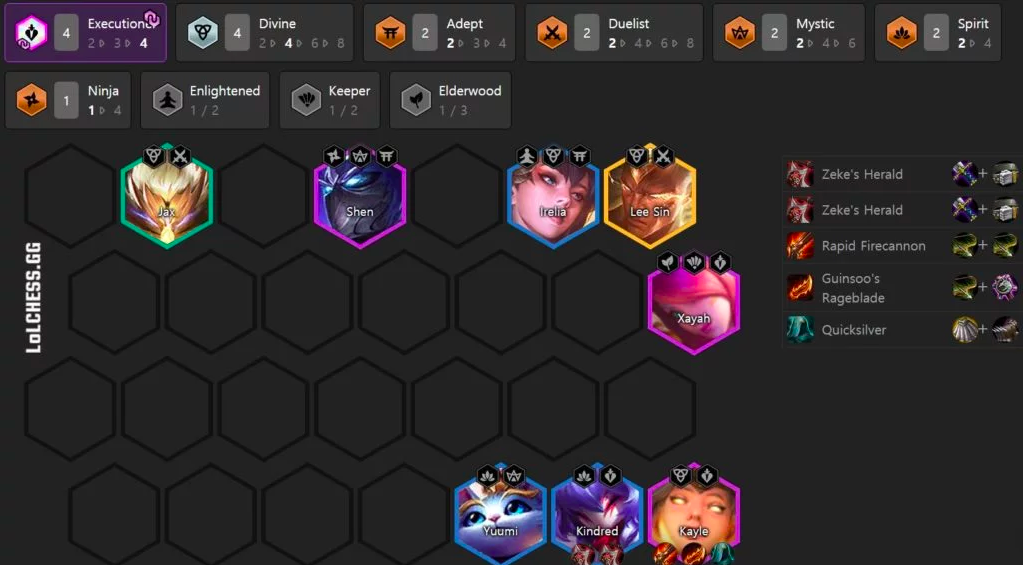 4 Executione
2 3 4
4 Divine
2 4 6 8
2 Adept
2 3 4
2 Duelist
2 4 6 8
2 Mystic
2 4 6
2 Spirit
2 4
1 Ninja
1 4
Enlightened
1 / 2
Keeper
1 / 2
Elderwood
1 / 3
LoLCHESS.GG
Jax
Shen
Irelia
Lee Sin
Xayah
Yuumi
Kindred
Kayle
Zeke's Herald
+
Zeke's Herald
+
Rapid Firecannon
+
Guinsoo's
Rageblade
+
Quicksilver
+